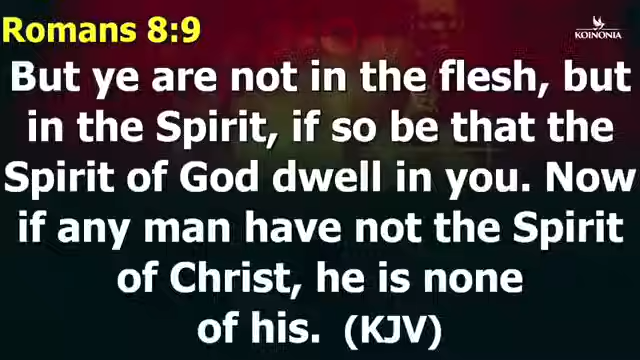 Romans 8:9
KOINONIA
But ye are not in the flesh, but
in the Spirit, if so be that the
Spirit of God dwell in you. Now
if any man have not the Spirit
of Christ, he is none
of his. (KJV)